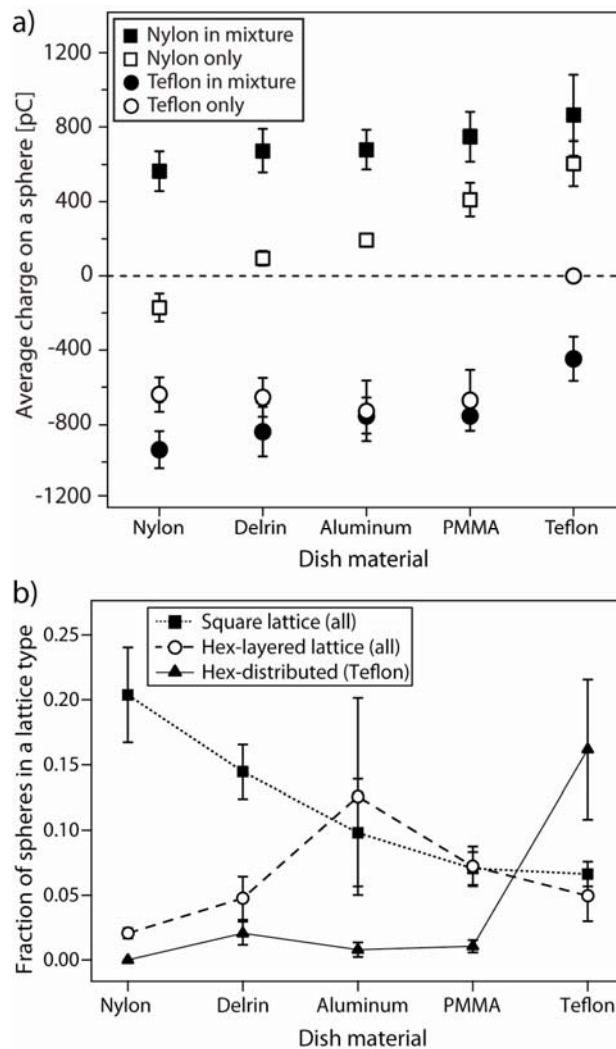 a)
Nylon in mixture
Nylon only
Teflon in mixture
Teflon only
Average charge on a sphere [pC]
1200
800
400
0
-400
-800
-1200
Nylon Delrin Aluminum PMMA Teflon
Dish material
b)
Square lattice (all)
Hex-layered lattice (all)
Hex-distributed (Teflon)
Fraction of spheres in a lattice type
0.25
0.20
0.15
0.10
0.05
0.00
Nylon Delrin Aluminum PMMA Teflon
Dish material